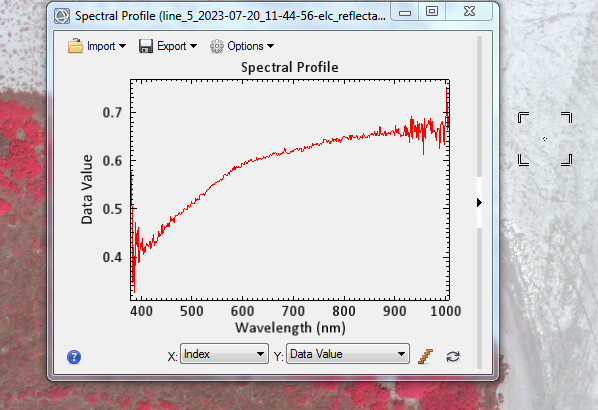 Spectral Profile (line_5_2023-07-20_11-44-56-elc_reflecta...
Import Export Options
Spectral Profile
0.7
0.6
0.5
0.4
Data Value
400 500 600 700 800 900 1000
Wavelength (nm)
? X: Index Y: Data Value